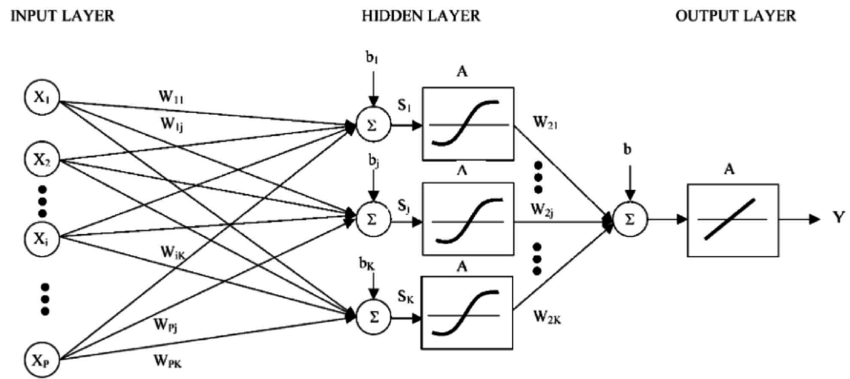 INPUT LAYER HIDDEN LAYER OUTPUT LAYER
b₁ A
X₁ W₁₁ S₁
W₁ⱼ Σ W₂₁
X₂ bⱼ A b A
Sⱼ W₂ⱼ Σ Y
Xᵢ Σ
WᵢK bK A
SK
WPj Σ W₂K
XP WPK